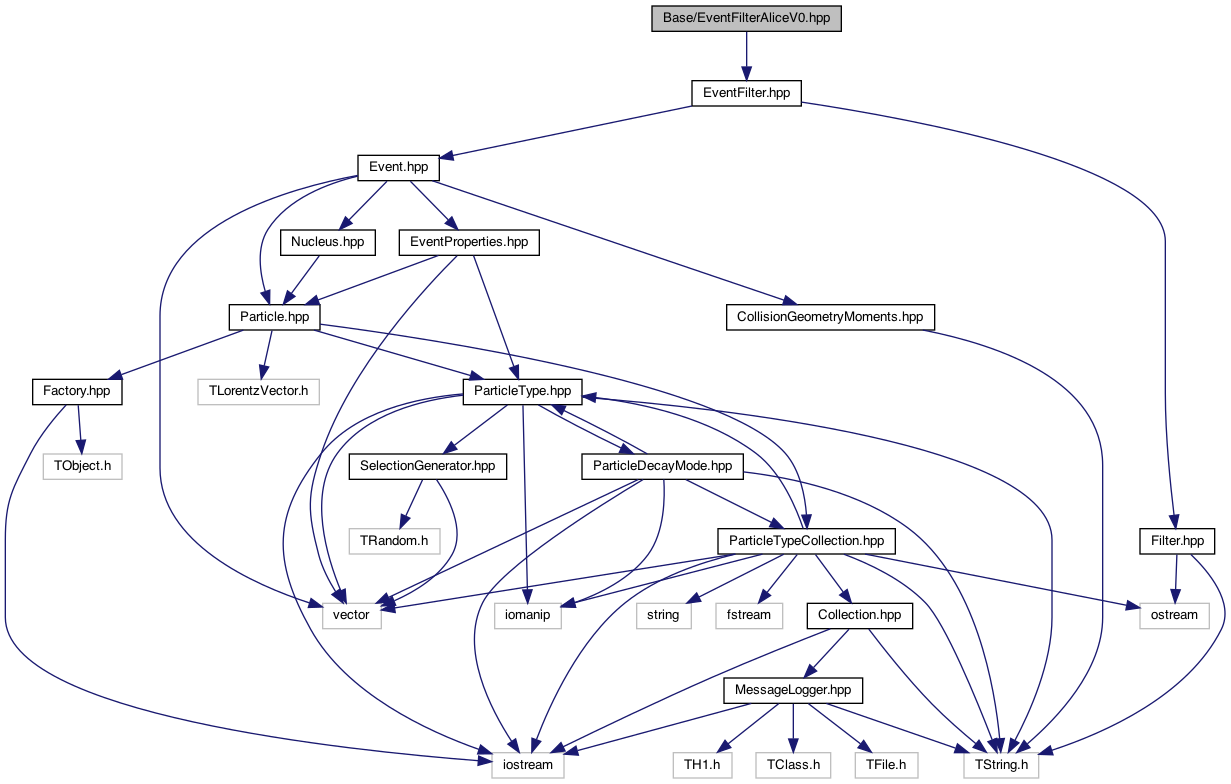 Base/EventFilterAliceV0.hpp
EventFilter.hpp
Event.hpp
Nucleus.hpp
EventProperties.hpp
Particle.hpp
CollisionGeometryMoments.hpp
Factory.hpp
TLorentzVector.h
ParticleType.hpp
TObject.h
SelectionGenerator.hpp
ParticleDecayMode.hpp
TRandom.h
ParticleTypeCollection.hpp
Filter.hpp
vector
iomanip
string
fstream
Collection.hpp
ostream
MessageLogger.hpp
iostream
TH1.h
TClass.h
TFile.h
TString.h